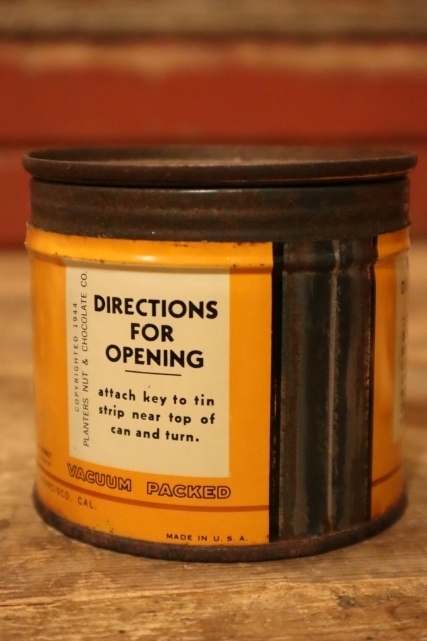 COPYRIGHTED 1944
PLANTERS NUT & CHOCOLATE CO.
DIRECTIONS
FOR
OPENING
attach key to tin
strip near top of
can and turn.
VACUUM PACKED
CAL.
MADE IN U.S.A.